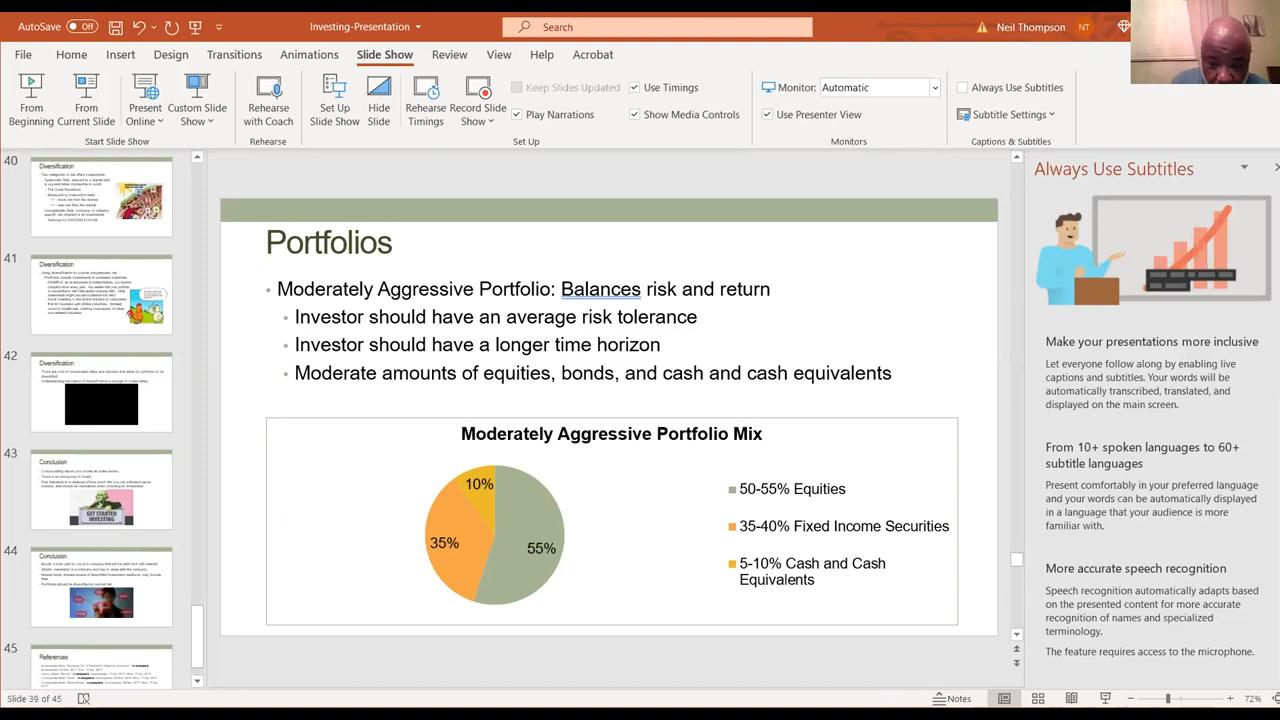 AutoSave Off Investing-Presentation Search Neil Thompson NT
File Home Insert Design Transitions Animations Slide Show Review View Help Acrobat
From Beginning
From Current Slide
Present Online
Custom Slide Show
Rehearse with Coach
Set Up Slide Show
Hide Slide
Rehearse Timings
Record Slide Show
Keep Slides Updated
Use Timings
Play Narrations
Show Media Controls
Monitor: Automatic
Use Presenter View
Always Use Subtitles
Subtitle Settings
Start Slide Show Rehearse Set Up Monitors Captions & Subtitles
40
Diversification
41
Diversification
42
Diversified
43
Conclusion
GET STARTED
INVESTING
44
Conclusion
45
References
Portfolios
Moderately Aggressive Portfolio: Balances risk and return
Investor should have an average risk tolerance
Investor should have a longer time horizon
Moderate amounts of equities, bonds, and cash and cash equivalents
Moderately Aggressive Portfolio Mix
10%
35%
55%
50-55% Equities
35-40% Fixed Income Securities
5-10% Cash and Cash
Equivalents
Always Use Subtitles
Make your presentations more inclusive
Let everyone follow along by enabling live
captions and subtitles. Your words will be
automatically transcribed, translated, and
displayed on the main screen.
From 10+ spoken languages to 60+
subtitle languages
Present comfortably in your preferred language
and your words can be automatically displayed
in a language that your audience is more
familiar with.
More accurate speech recognition
Speech recognition automatically adapts based
on the presented content for more accurate
recognition of names and specialized
terminology.
The feature requires access to the microphone.
Slide 39 of 45 Notes 72%